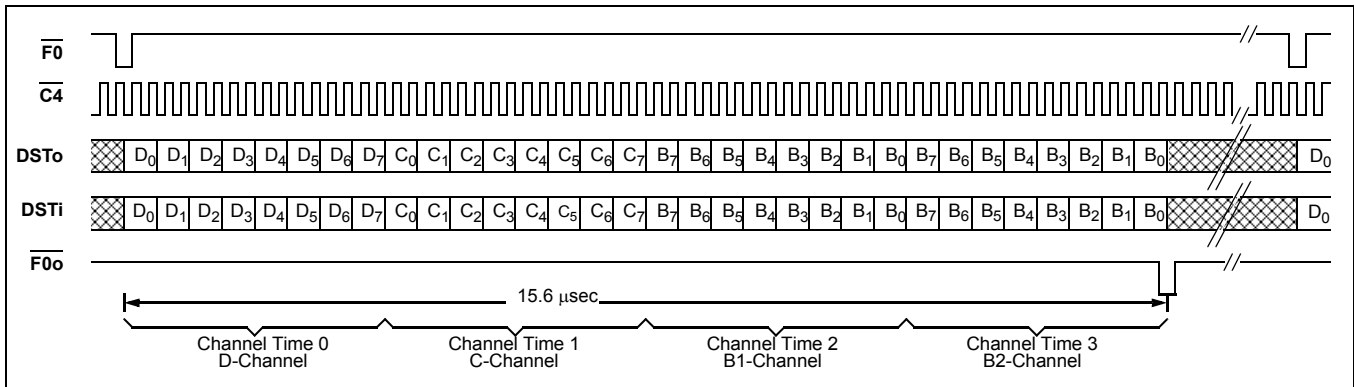 F0
C4
DSTo D0 D1 D2 D3 D4 D5 D6 D7 C0 C1 C2 C3 C4 C5 C6 C7 B7 B6 B5 B4 B3 B2 B1 B0 B7 B6 B5 B4 B3 B2 B1 B0 D0
DSTi D0 D1 D2 D3 D4 D5 D6 D7 C0 C1 C2 C3 C4 C5 C6 C7 B7 B6 B5 B4 B3 B2 B1 B0 B7 B6 B5 B4 B3 B2 B1 B0 D0
F0o
15.6 µsec
Channel Time 0 Channel Time 1 Channel Time 2 Channel Time 3
D-Channel C-Channel B1-Channel B2-Channel